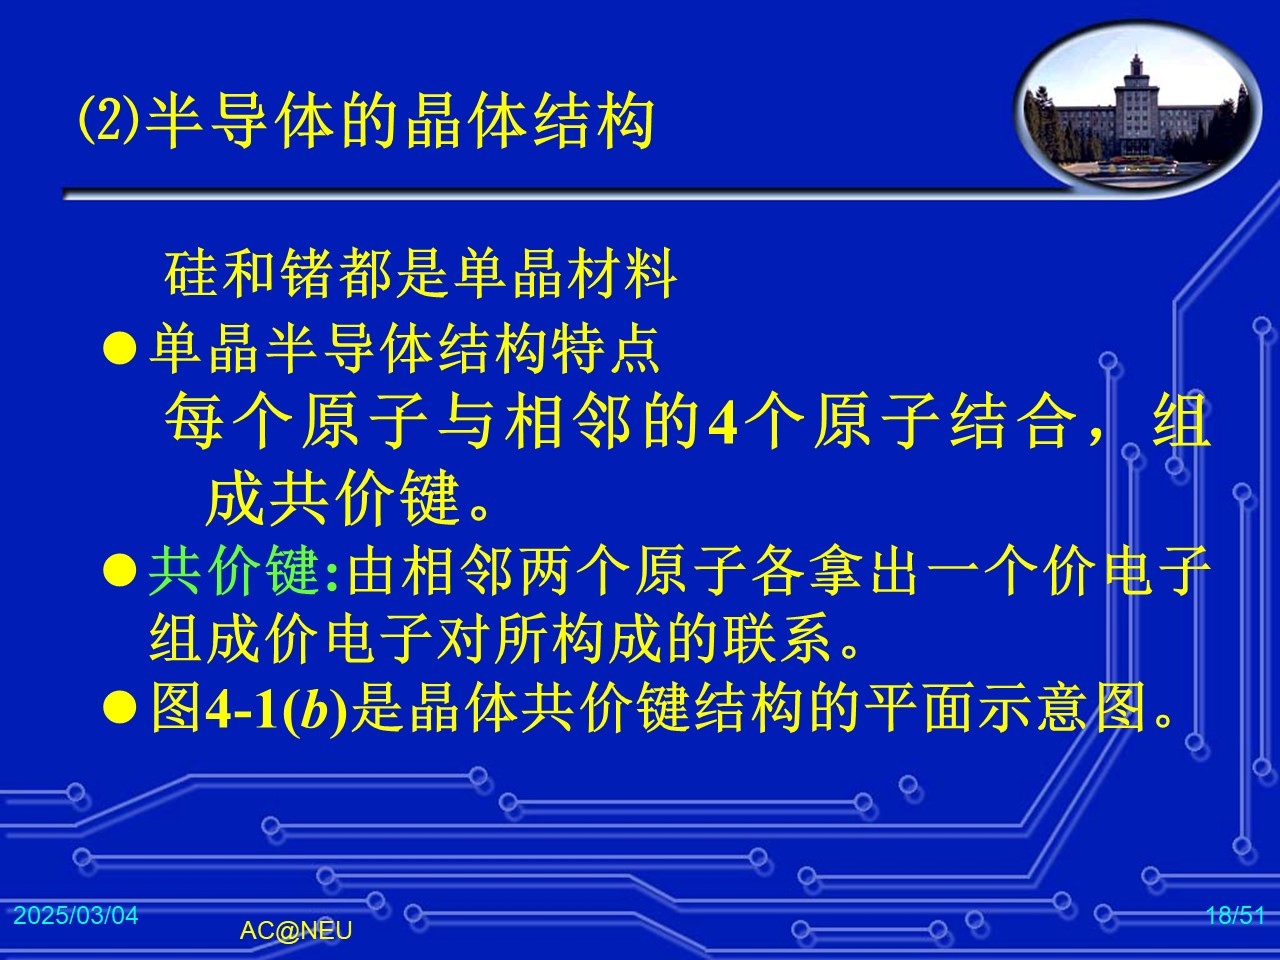 ⑵半导体的晶体结构
硅和锗都是单晶材料
●单晶半导体结构特点
每个原子与相邻的4个原子结合，组
成共价键。
●共价键:由相邻两个原子各拿出一个价电子
组成价电子对所构成的联系。
●图4-1(b)是晶体共价键结构的平面示意图。
2025/03/04
AC@NEU
18/51